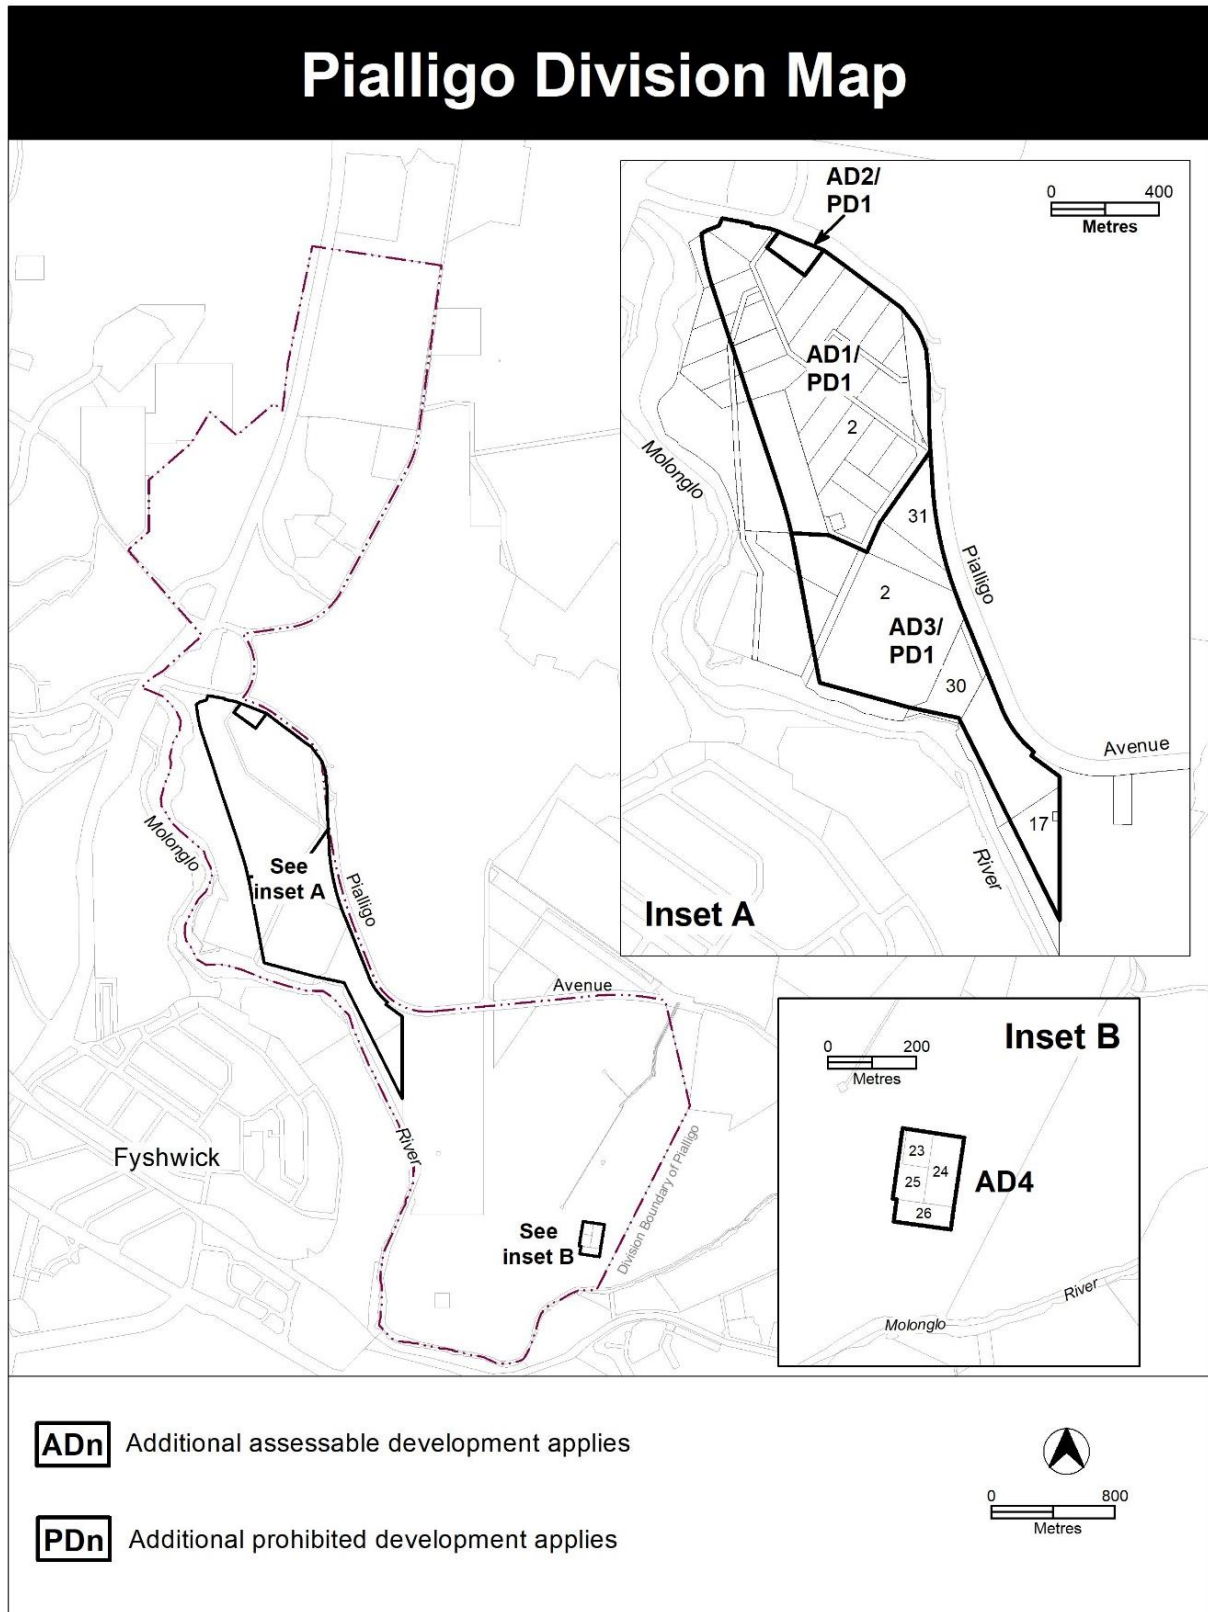 Pialligo Division Map
AD2/
PD1
0 400
Metres
AD1/
PD1
2
Molonglo
31
Pialligo
2
AD3/
PD1
30
Avenue
17
River
Inset A
Molonglo
See
inset A
Pialligo
Avenue
Fyshwick
River
See
inset B
Division Boundary of Pialligo
Inset B
0 200
Metres
23
24
25
26
AD4
Molonglo
River
ADn Additional assessable development applies
PDn Additional prohibited development applies
0 800
Metres